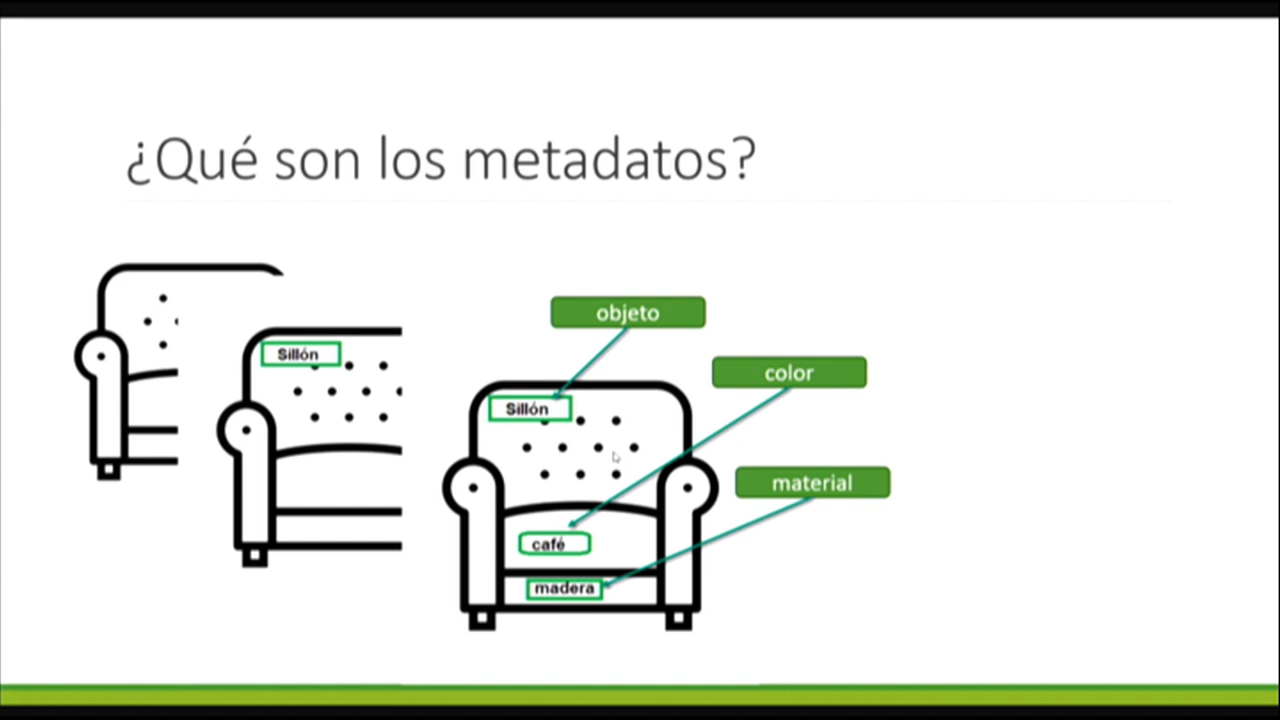 ¿Qué son los metadatos?
objeto
Sillón
color
Sillón
material
café
madera